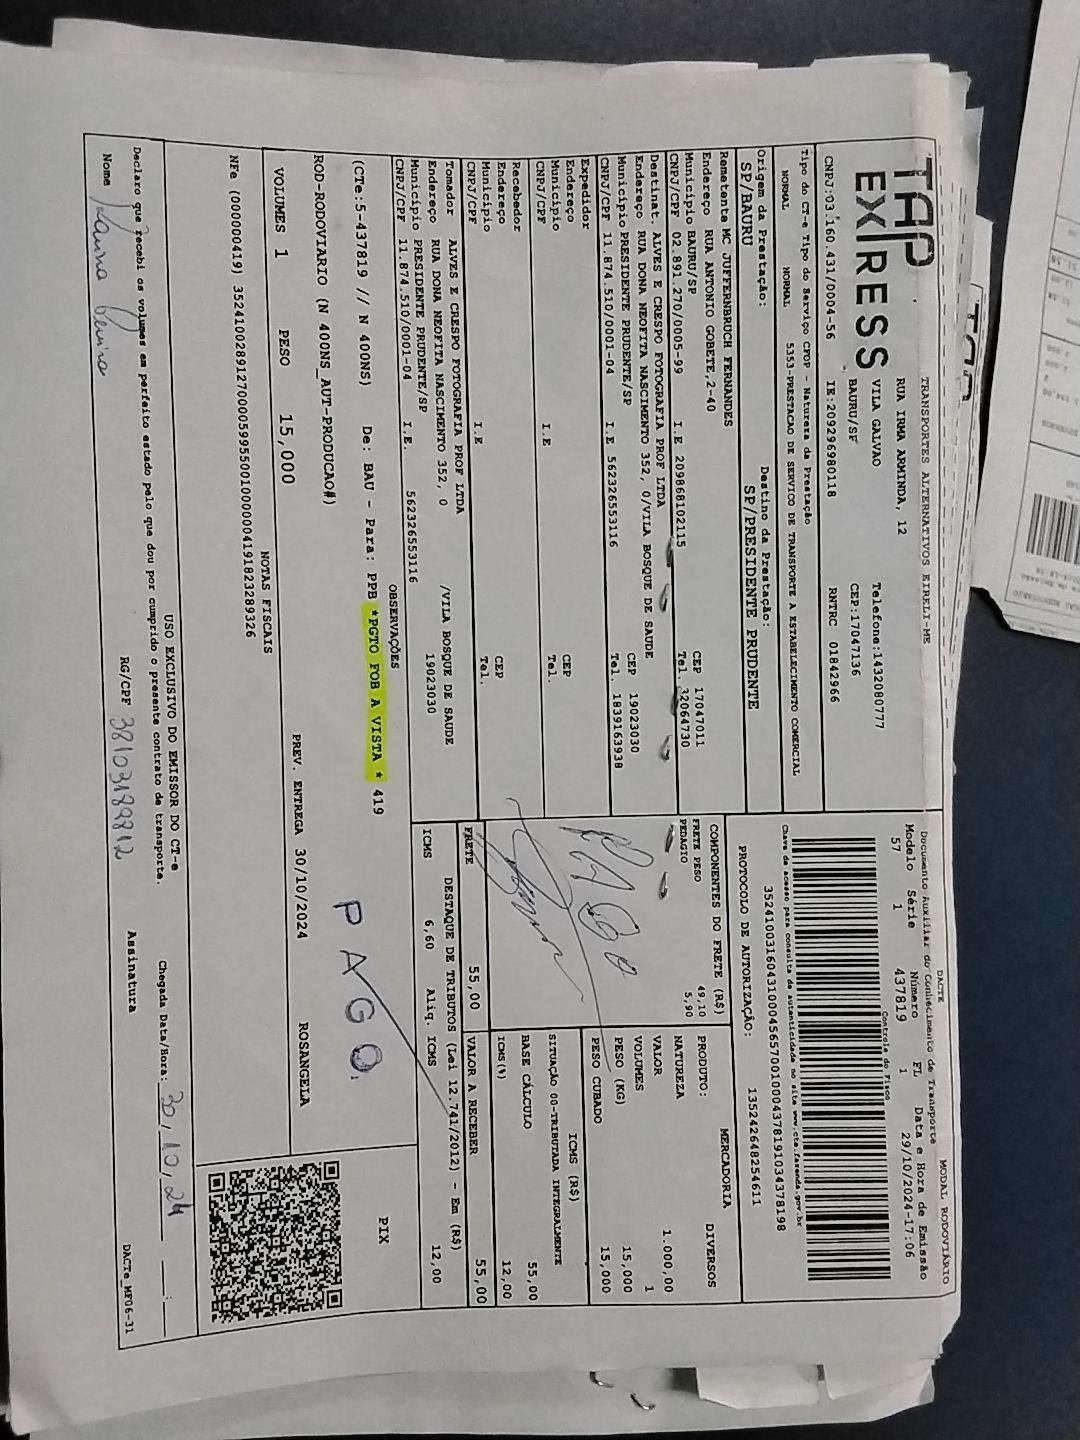 TAP
EXPRESS
TRANSPORTES ALTERNATIVOS EIRELI-ME
RUA IRMA ARMINDA, 12
Telefone:1432080777
VILA GALVAO
CEP:17047136
BAURU/SP
CNPJ:03.160.431/0004-56 IE:209296980118 RNTRC 01842966
Tipo do CT-e Tipo do Serviço CFOP - Natureza da Prestação
NORMAL NORMAL 5353-PRESTACAO DE SERVICO DE TRANSPORTE A ESTABELECIMENTO COMERCIAL
Origem da Prestação: Destino da Prestação:
SP/BAURU SP/PRESIDENTE PRUDENTE
Remetente MC JUFFERNBRUCH FERNANDES
Endereço RUA ANTONIO GOBETE,2-40 CEP 17047011
Município BAURU/SP Tel. 32064730
CNPJ/CPF 02.891.270/0005-99 I.E 209868102115
Destinat. ALVES E CRESPO FOTOGRAFIA PROF LTDA
Endereço RUA DONA NEOFITA NASCIMENTO 352, 0/VILA BOSQUE DE SAUDE
Município PRESIDENTE PRUDENTE/SP CEP 19023030
CNPJ/CPF 11.874.510/0001-04 I.E 562326553116 Tel. 1839163938
Expedidor
Endereço
Município CEP
CNPJ/CPF I.E Tel.
Recebedor
Endereço
Município CEP
CNPJ/CPF I.E Tel.
Tomador ALVES E CRESPO FOTOGRAFIA PROF LTDA
Endereço RUA DONA NEOFITA NASCIMENTO 352, 0 /VILA BOSQUE DE SAUDE
Município PRESIDENTE PRUDENTE/SP 19023030
CNPJ/CPF 11.874.510/0001-04 I.E. 562326553116
DACTE MODAL RODOVIÁRIO
Documento Auxiliar do Conhecimento de Transporte
Modelo Série Número FL Data e Hora de Emissão
57 1 437819 1 29/10/2024-17:06
Controle do Fisco
Chave de acesso para consulta de autenticidade no site www.cte.fazenda.gov.br
35241003160431000456570010004378191034378198
PROTOCOLO DE AUTORIZAÇÃO: 135242648254611
COMPONENTES DO FRETE (R$)
FRETE PESO 49,10
PEDAGIO 5,90
PAGO
FRETE 55,00
MERCADORIA
PRODUTO: DIVERSOS
NATUREZA
VALOR 1.000,00
VOLUMES 1
PESO (KG) 15,000
PESO CUBADO 15,000
ICMS (R$)
SITUAÇÃO 00-TRIBUTADA INTEGRALMENTE
BASE CÁLCULO 55,00
ICMS(%) 12,00
VALOR A RECEBER 55,00
DESTAQUE DE TRIBUTOS (Lei 12.741/2012) - Em (R$)
ICMS 6,60 Aliq. ICMS 12,00
OBSERVAÇÕES
(CTe:5-437819 // N 400NS) De: BAU - Para: PPB *PGTO FOB A VISTA * 419
PAGO.
PIX
ROD-RODOVIARIO (N 400NS_AUT-PRODUCAO#)
VOLUMES 1 PESO 15,000 PREV. ENTREGA 30/10/2024 ROSANGELA
NOTAS FISCAIS
NFe (00000419) 35241002891270000599550010000004191823289326
USO EXCLUSIVO DO EMISSOR DO CT-e
Declaro que recebi os volumes em perfeito estado pelo que dou por cumprido o presente contrato de transporte. Chegada Data/Hora: 30/10/24 :
Nome RG/CPF 38103189812 Assinatura
DACTe_MF06-31